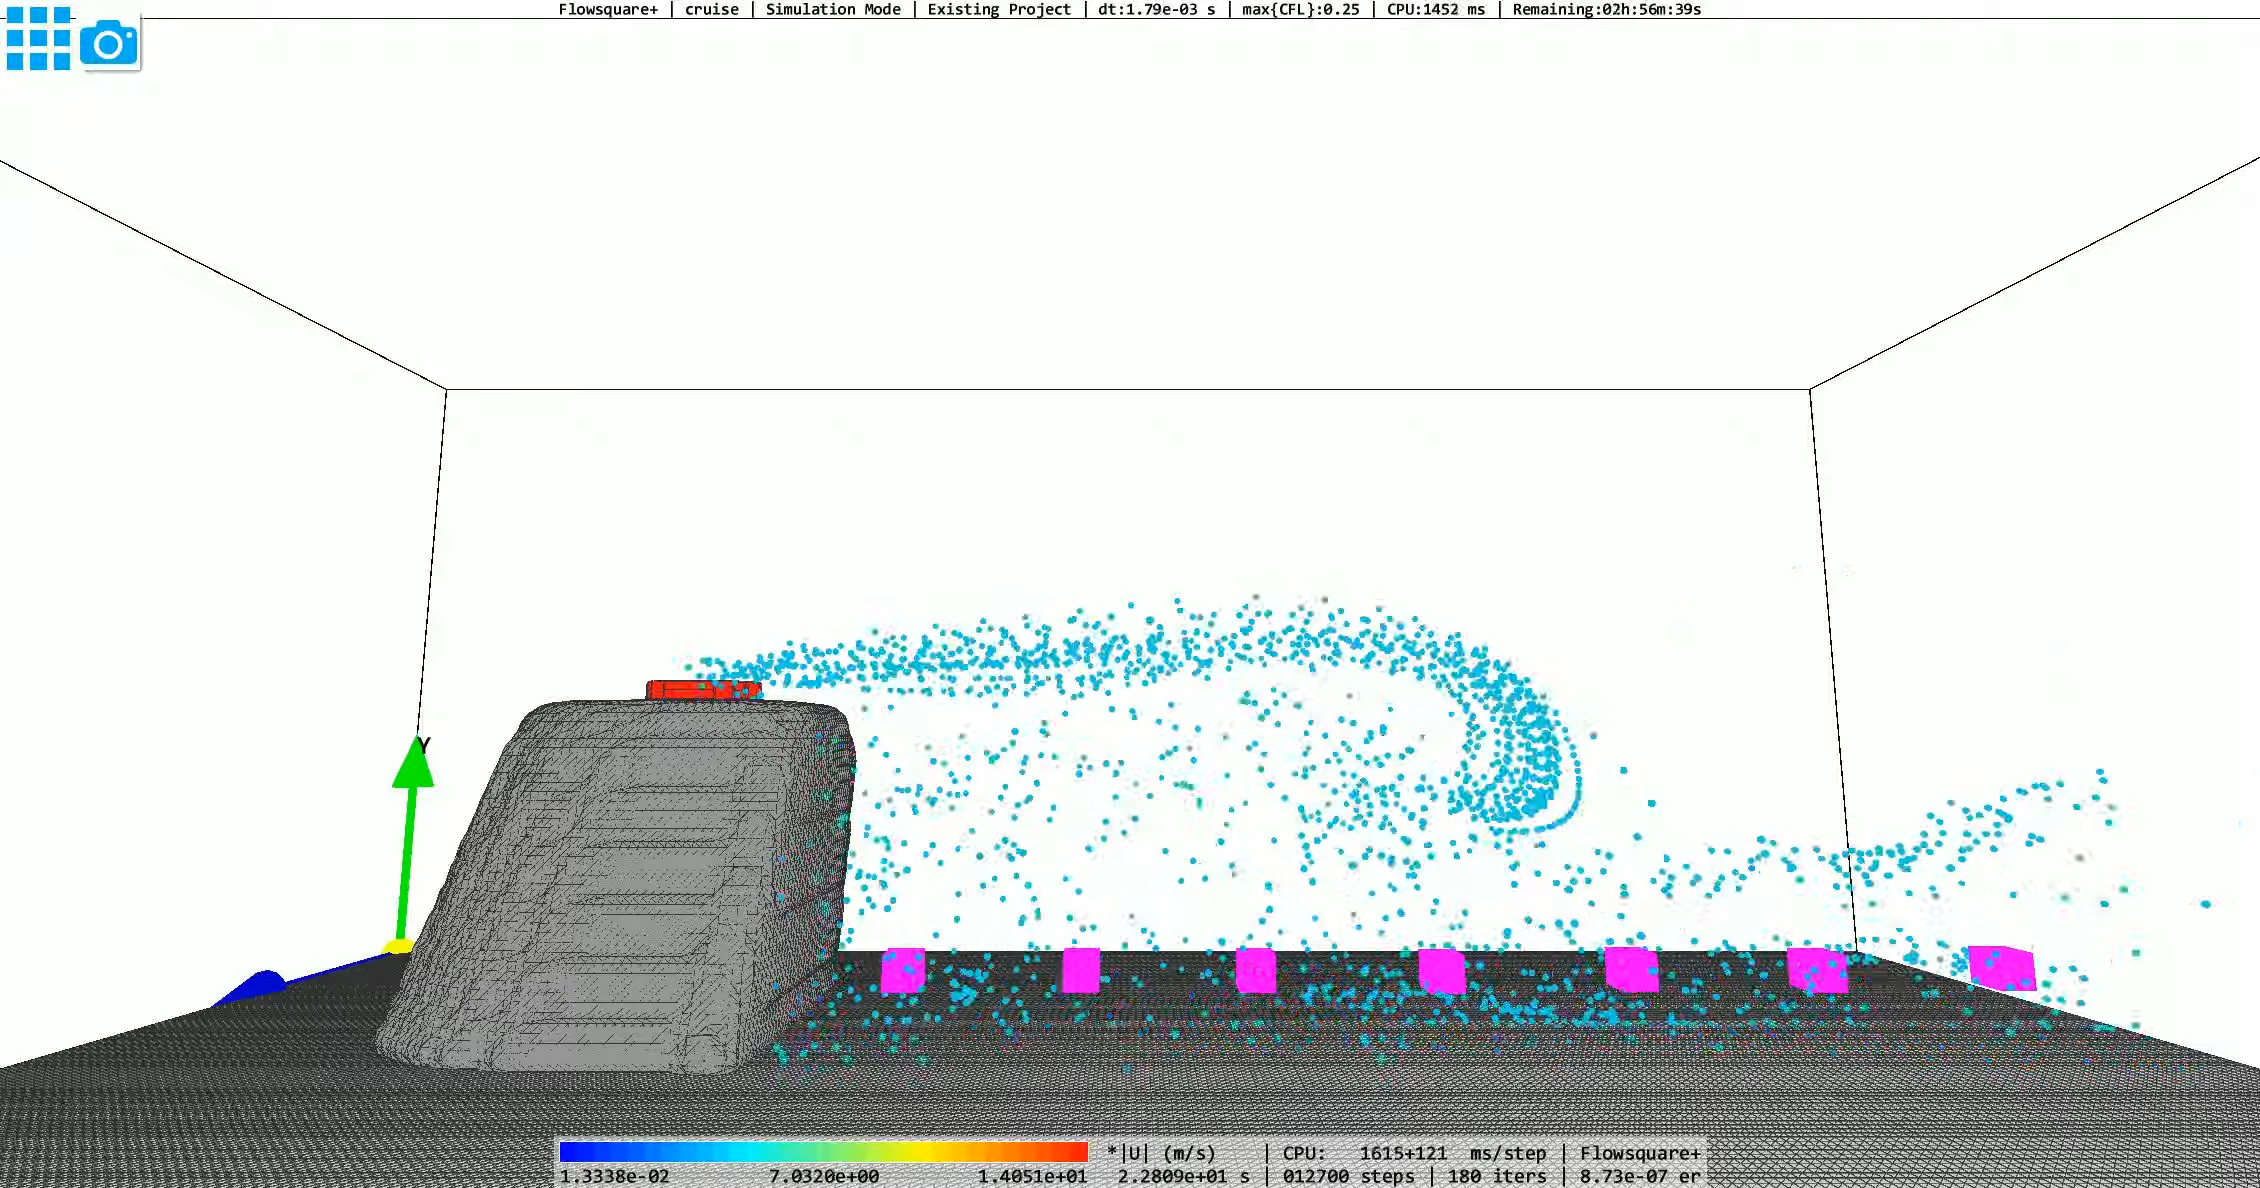 Flowsquare+ | cruise | Simulation Mode | Existing Project | dt:1.79e-03 s | max{CFL}:0.25 | CPU:1452 ms | Remaining:02h:56m:39s
Y
*|U| (m/s) | CPU: 1615+121 ms/step | Flowsquare+
1.3338e-02 7.0320e+00 1.4051e+01 2.2809e+01 s | 012700 steps | 180 iters | 8.73e-07 er